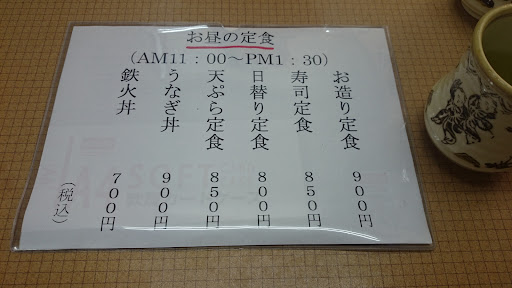 お昼の定食
(AM11：00～PM1：30)
お造り定食 900円
寿司定食 850円
日替り定食 800円
天ぷら定食 850円
うなぎ丼 900円
鉄火丼 700円
(税込)